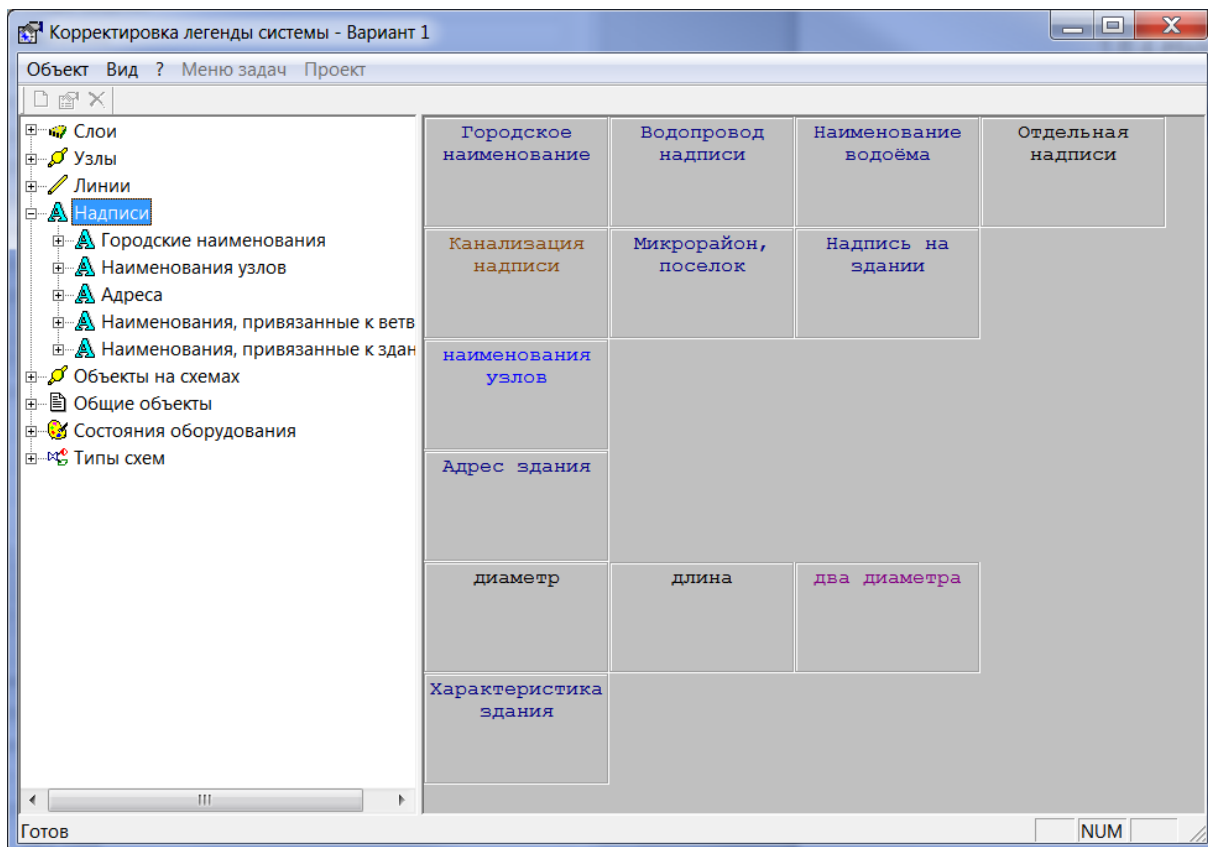 Корректировка легенды системы - Вариант 1
Объект Вид ? Меню задач Проект
Слои
Узлы
Линии
Надписи
Городские наименования
Наименования узлов
Адреса
Наименования, привязанные к ветв
Наименования, привязанные к здан
Объекты на схемах
Общие объекты
Состояния оборудования
Типы схем
Городское
наименование
Водопровод
надписи
Наименование
водоёма
Отдельная
надписи
Канализация
надписи
Микрорайон,
поселок
Надпись на
здании
наименования
узлов
Адрес здания
диаметр
длина
два диаметра
Характеристика
здания
Готов
NUM